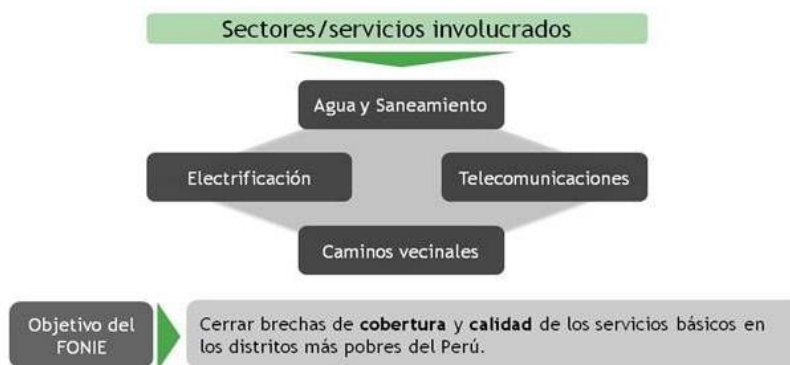 Sectores/servicios involucrados
Agua y Saneamiento
Electrificación
Telecomunicaciones
Caminos vecinales
Objetivo del
FONIE
Cerrar brechas de cobertura y calidad de los servicios básicos en
los distritos más pobres del Perú.